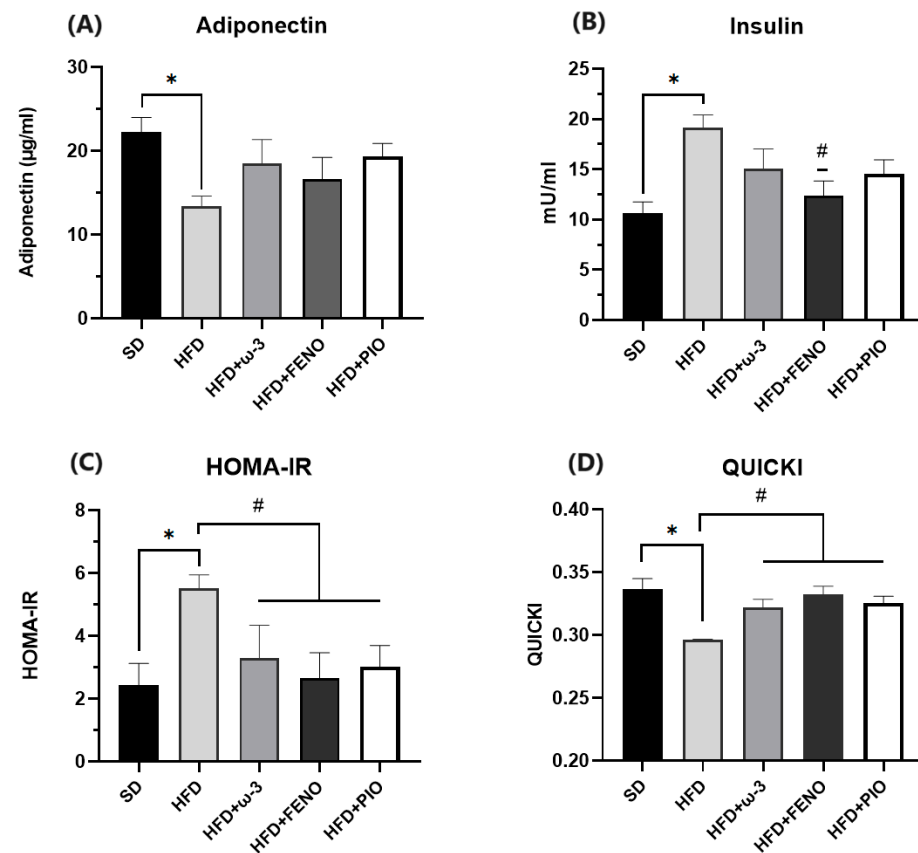 (A) Adiponectin
Adiponectin (µg/ml)
30
20
10
0
*
SD
HFD
HFD+ω-3
HFD+FENO
HFD+PIO
(B) Insulin
mU/ml
25
20
15
10
5
0
*
#
SD
HFD
HFD+ω-3
HFD+FENO
HFD+PIO
(C) HOMA-IR
HOMA-IR
8
6
4
2
0
*
#
SD
HFD
HFD+ω-3
HFD+FENO
HFD+PIO
(D) QUICKI
QUICKI
0.40
0.35
0.30
0.25
0.20
*
#
SD
HFD
HFD+ω-3
HFD+FENO
HFD+PIO